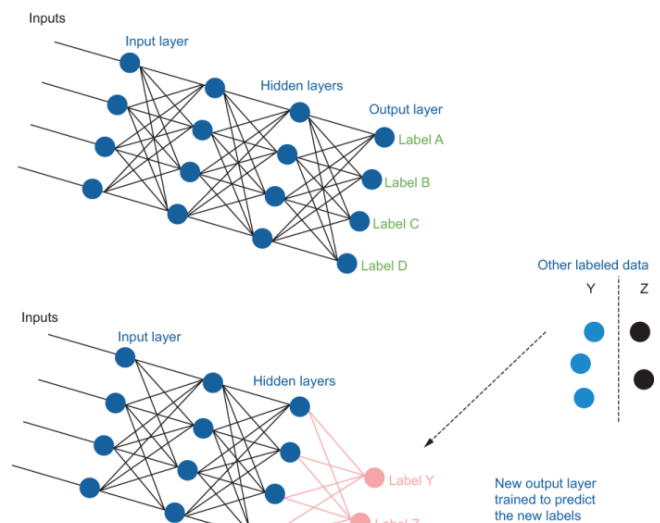 Inputs
Input layer
Hidden layers
Output layer
Label A
Label B
Label C
Label D
Other labeled data
Y
Z
Inputs
Input layer
Hidden layers
Label Y
New output layer
trained to predict
the new labels
Label Z